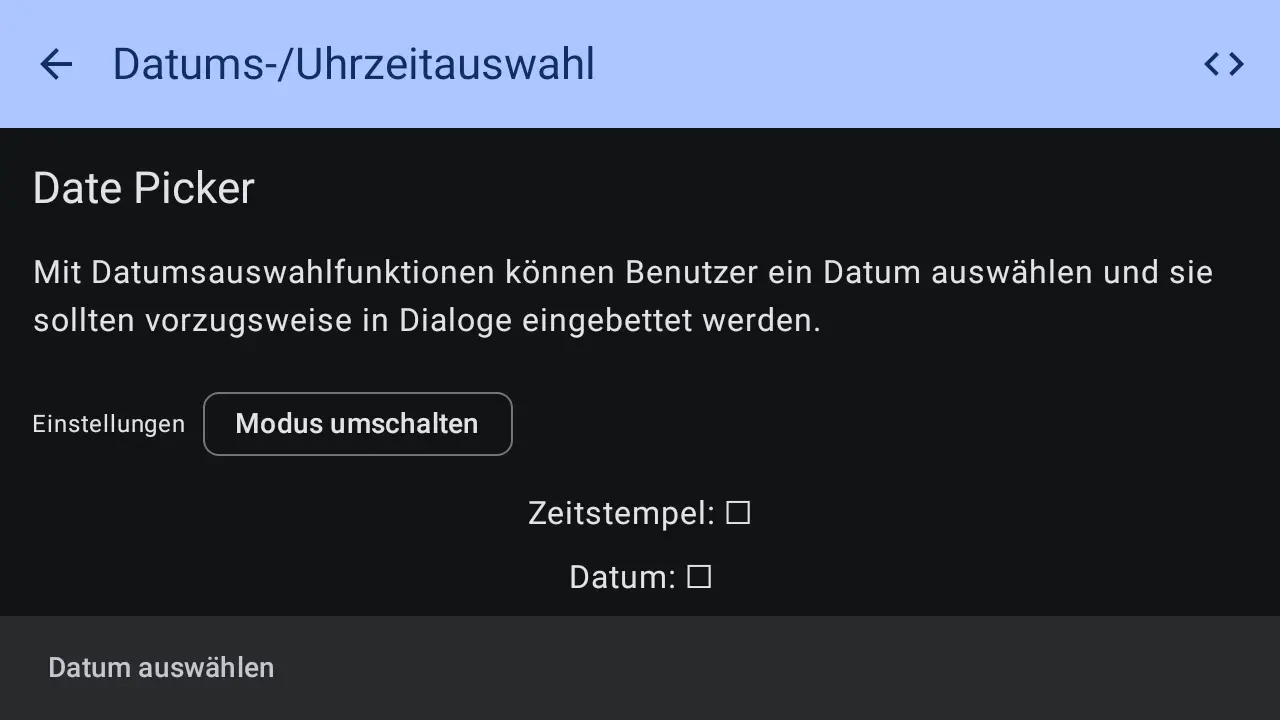 Datums-/Uhrzeitauswahl
Date Picker
Mit Datumsauswahlfunktionen können Benutzer ein Datum auswählen und sie
sollten vorzugsweise in Dialoge eingebettet werden.
Einstellungen
Modus umschalten
Zeitstempel: □
Datum: □
Datum auswählen